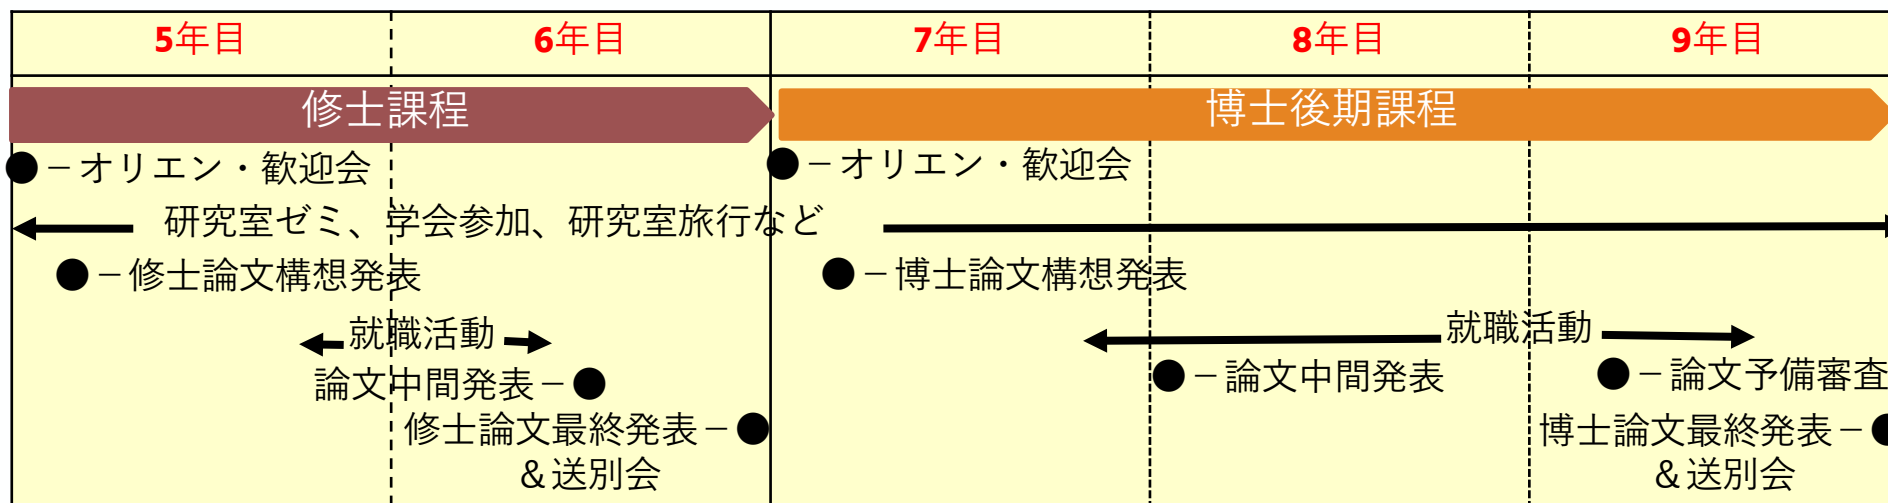 5年目 6年目 7年目 8年目 9年目
修士課程 博士後期課程
●－オリエン・歓迎会 ●－オリエン・歓迎会
研究室ゼミ、学会参加、研究室旅行など
●－修士論文構想発表 ●－博士論文構想発表
就職活動 就職活動
論文中間発表－● ●－論文中間発表 ●－論文予備審査
修士論文最終発表－● 博士論文最終発表－●
＆送別会 ＆送別会